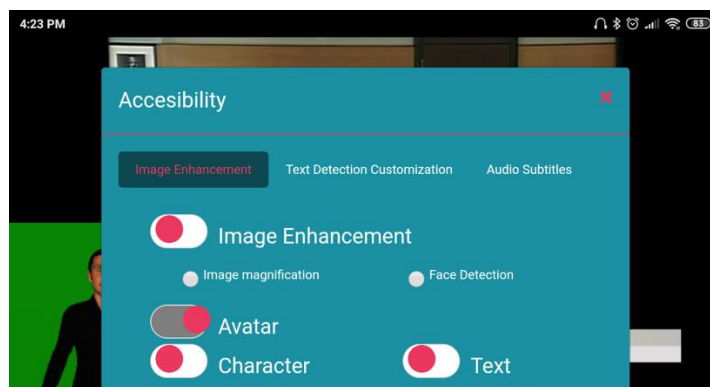 4:23 PM 83
Accesibility
Image Enhancement Text Detection Customization Audio Subtitles
Image Enhancement
Image magnification Face Detection
Avatar
Character Text